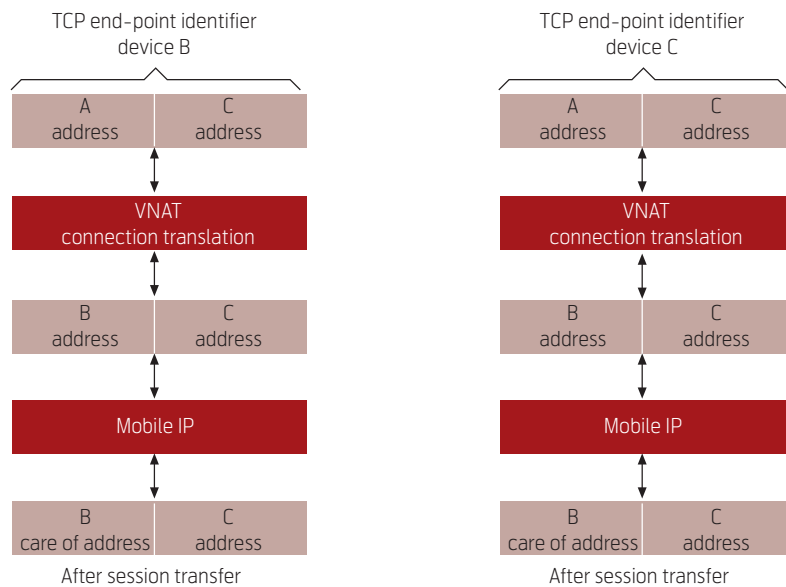 TCP end-point identifier
device B
A
address
C
address
VNAT
connection translation
B
address
C
address
Mobile IP
B
care of address
C
address
After session transfer
TCP end-point identifier
device C
A
address
C
address
VNAT
connection translation
B
address
C
address
Mobile IP
B
care of address
C
address
After session transfer